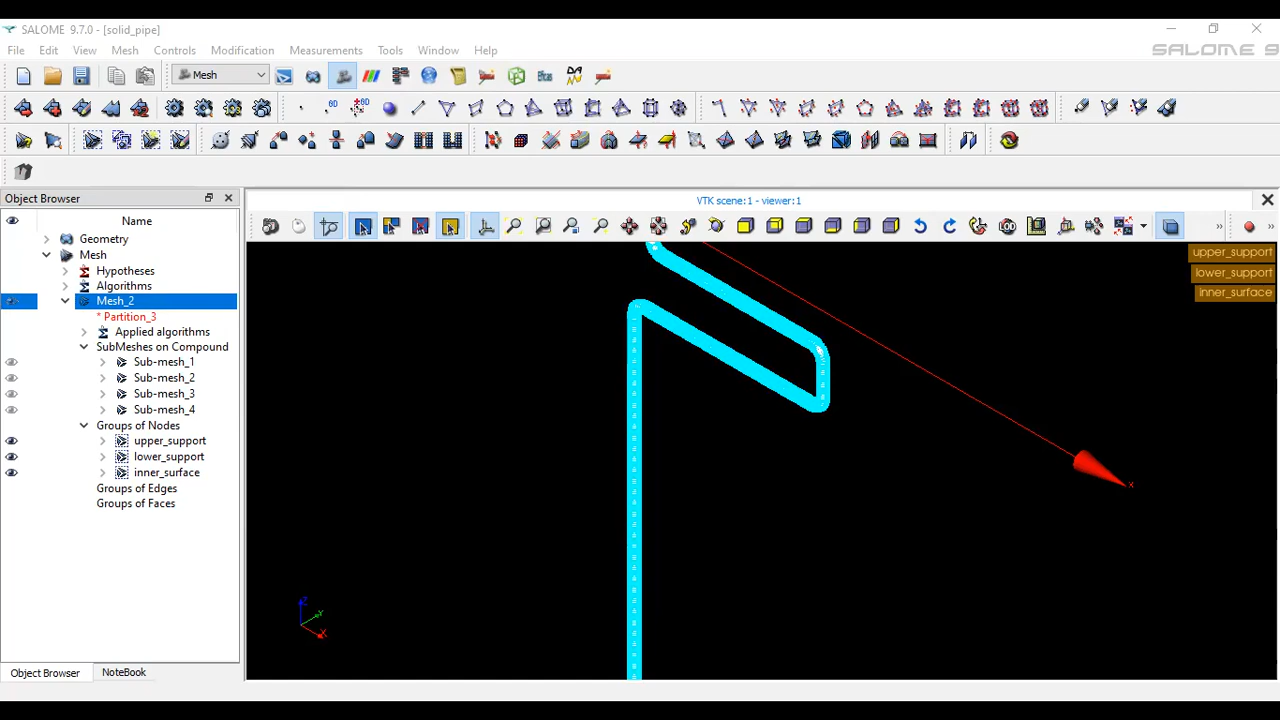 SALOME 9.7.0 - [solid_pipe]
File Edit View Mesh Controls Modification Measurements Tools Window Help
SALOME 9
Mesh
Object Browser
VTK scene:1 - viewer:1
Name
Geometry
Mesh
Hypotheses
Algorithms
Mesh_2
* Partition_3
Applied algorithms
SubMeshes on Compound
Sub-mesh_1
Sub-mesh_2
Sub-mesh_3
Sub-mesh_4
Groups of Nodes
upper_support
lower_support
inner_surface
Groups of Edges
Groups of Faces
upper_support
lower_support
inner_surface
X
Z
Y
X
Object Browser NoteBook